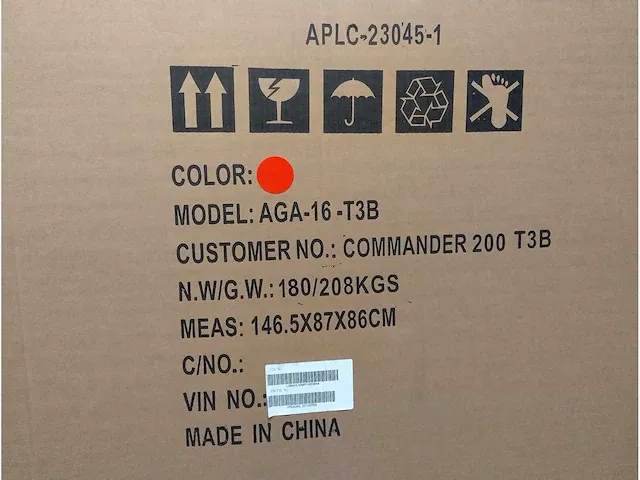 APLC-23045-1
COLOR:
MODEL: AGA-16 -T3B
CUSTOMER NO.: COMMANDER 200 T3B
N.W/G.W.: 180/208KGS
MEAS: 146.5X87X86CM
C/NO.:
VIN NO.:
MADE IN CHINA